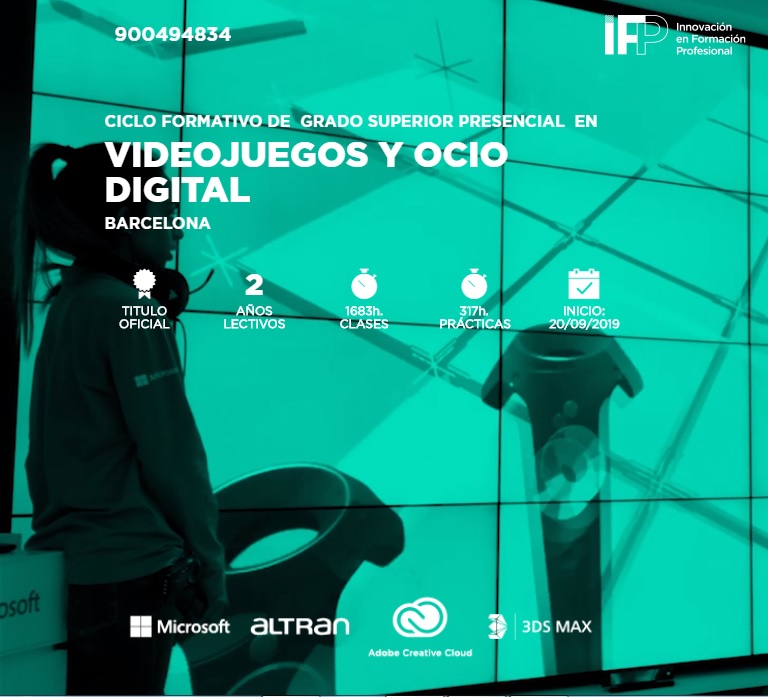 900494834
IFP
Innovación
en Formación
Profesional
CICLO FORMATIVO DE GRADO SUPERIOR PRESENCIAL EN
VIDEOJUEGOS Y OCIO
DIGITAL
BARCELONA
TITULO
OFICIAL
2
AÑOS
LECTIVOS
1683h.
CLASES
317h.
PRÁCTICAS
INICIO:
20/09/2019
osoft
Microsoft
ALTRAN
Adobe Creative Cloud
3DS MAX